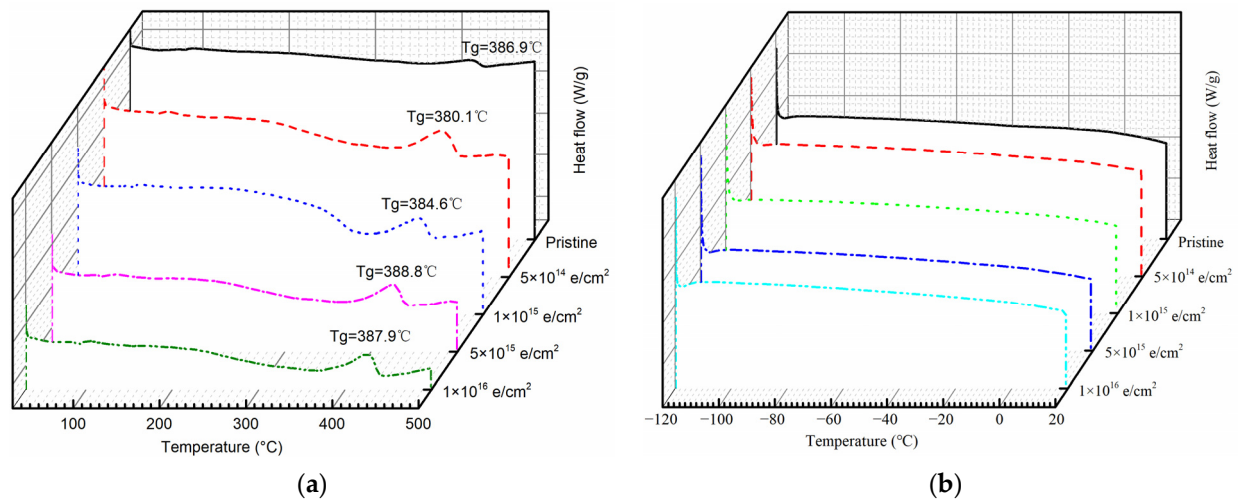 Tg=386.9℃
Tg=380.1℃
Tg=384.6℃
Tg=388.8℃
Tg=387.9℃
Heat flow (W/g)
Pristine
5×10¹⁴ e/cm²
1×10¹⁵ e/cm²
5×10¹⁵ e/cm²
1×10¹⁶ e/cm²
100 200 300 400 500
Temperature (°C)
(a)
Heat flow (W/g)
Pristine
5×10¹⁴ e/cm²
1×10¹⁵ e/cm²
5×10¹⁵ e/cm²
1×10¹⁶ e/cm²
−120 −100 −80 −60 −40 −20 0 20
Temperature (℃)
(b)